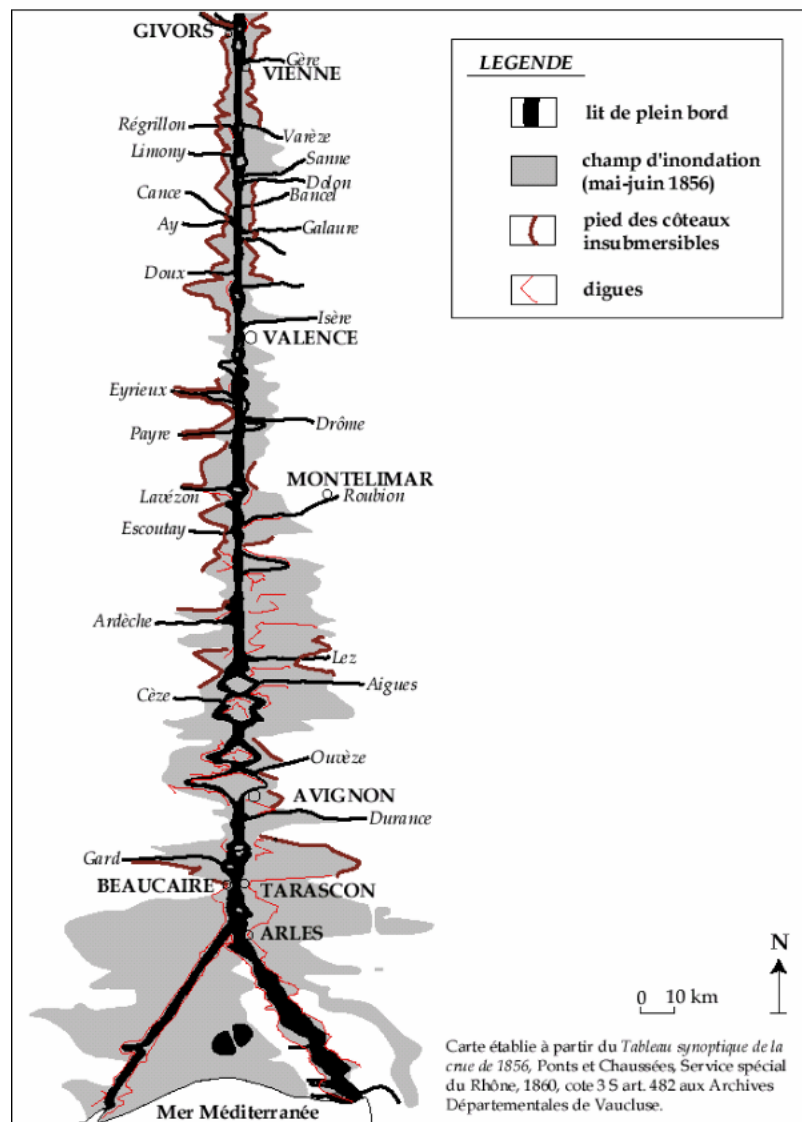 GIVORS
Gère
VIENNE
Régrillon
Varèze
Limony
Sanne
Dolon
Cance
Bancel
Ay
Galaure
Doux
Isère
VALENCE
Eyrieux
Drôme
Payre
MONTELIMAR
Lavézon
Roubion
Escoutay
Ardèche
Lez
Aigues
Cèze
Ouvèze
AVIGNON
Durance
Gard
BEAUCAIRE
TARASCON
ARLES
Mer Méditerranée
LEGENDE
lit de plein bord
champ d'inondation
(mai-juin 1856)
pied des côteaux
insubmersibles
digues
N
0 10 km
Carte établie à partir du Tableau synoptique de la
crue de 1856, Ponts et Chaussées, Service spécial
du Rhône, 1860, cote 3 S art. 482 aux Archives
Départementales de Vaucluse.